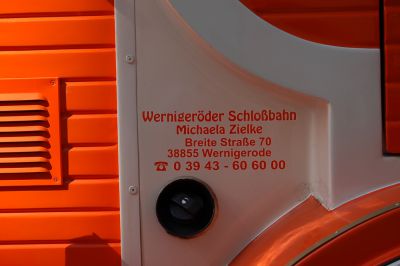 Wernigeröder Schloßbahn
Michaela Zielke
Breite Straße 70
38855 Wernigerode
☎ 0 39 43 - 60 60 00